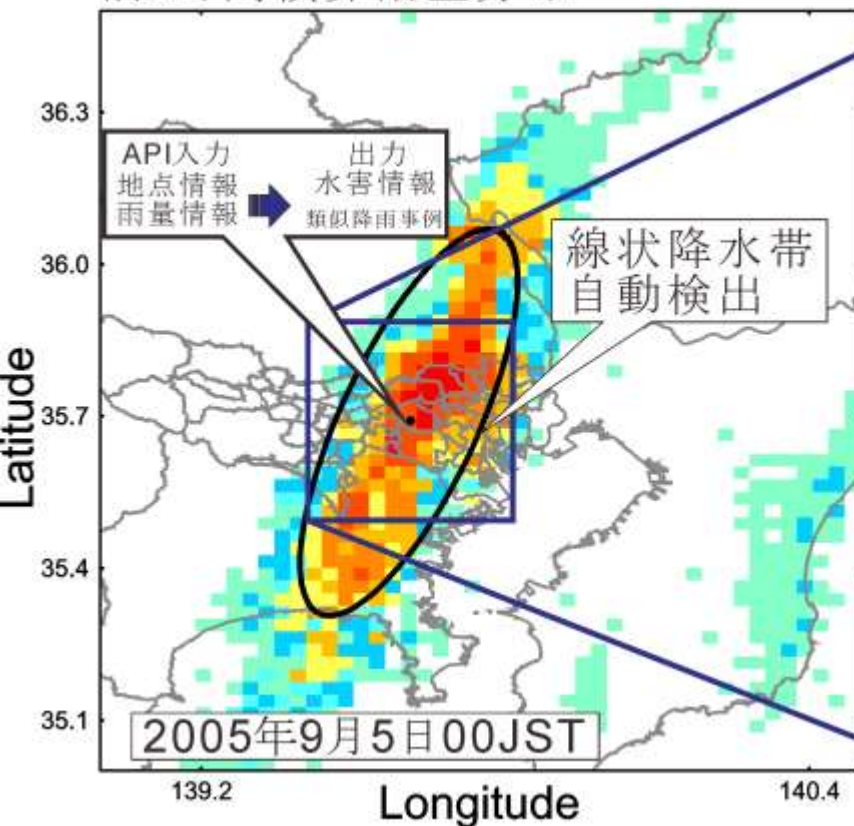 36.3
API入力
地点情報
雨量情報
出力
水害情報
類似降雨事例
36.0
線状降水帯
自動検出
35.7
Latitude
35.4
35.1
2005年9月5日00JST
139.2
140.4
Longitude